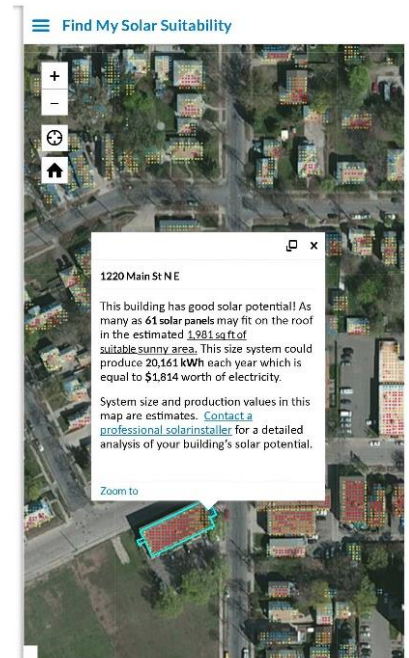 Find My Solar Suitability
+
−
1220 Main St N E
This building has good solar potential! As
many as 61 solar panels may fit on the roof
in the estimated 1,981 sq ft of
suitable sunny area. This size system could
produce 20,161 kWh each year which is
equal to $1,814 worth of electricity.
System size and production values in this
map are estimates. Contact a
professional solarinstaller for a detailed
analysis of your building's solar potential.
Zoom to